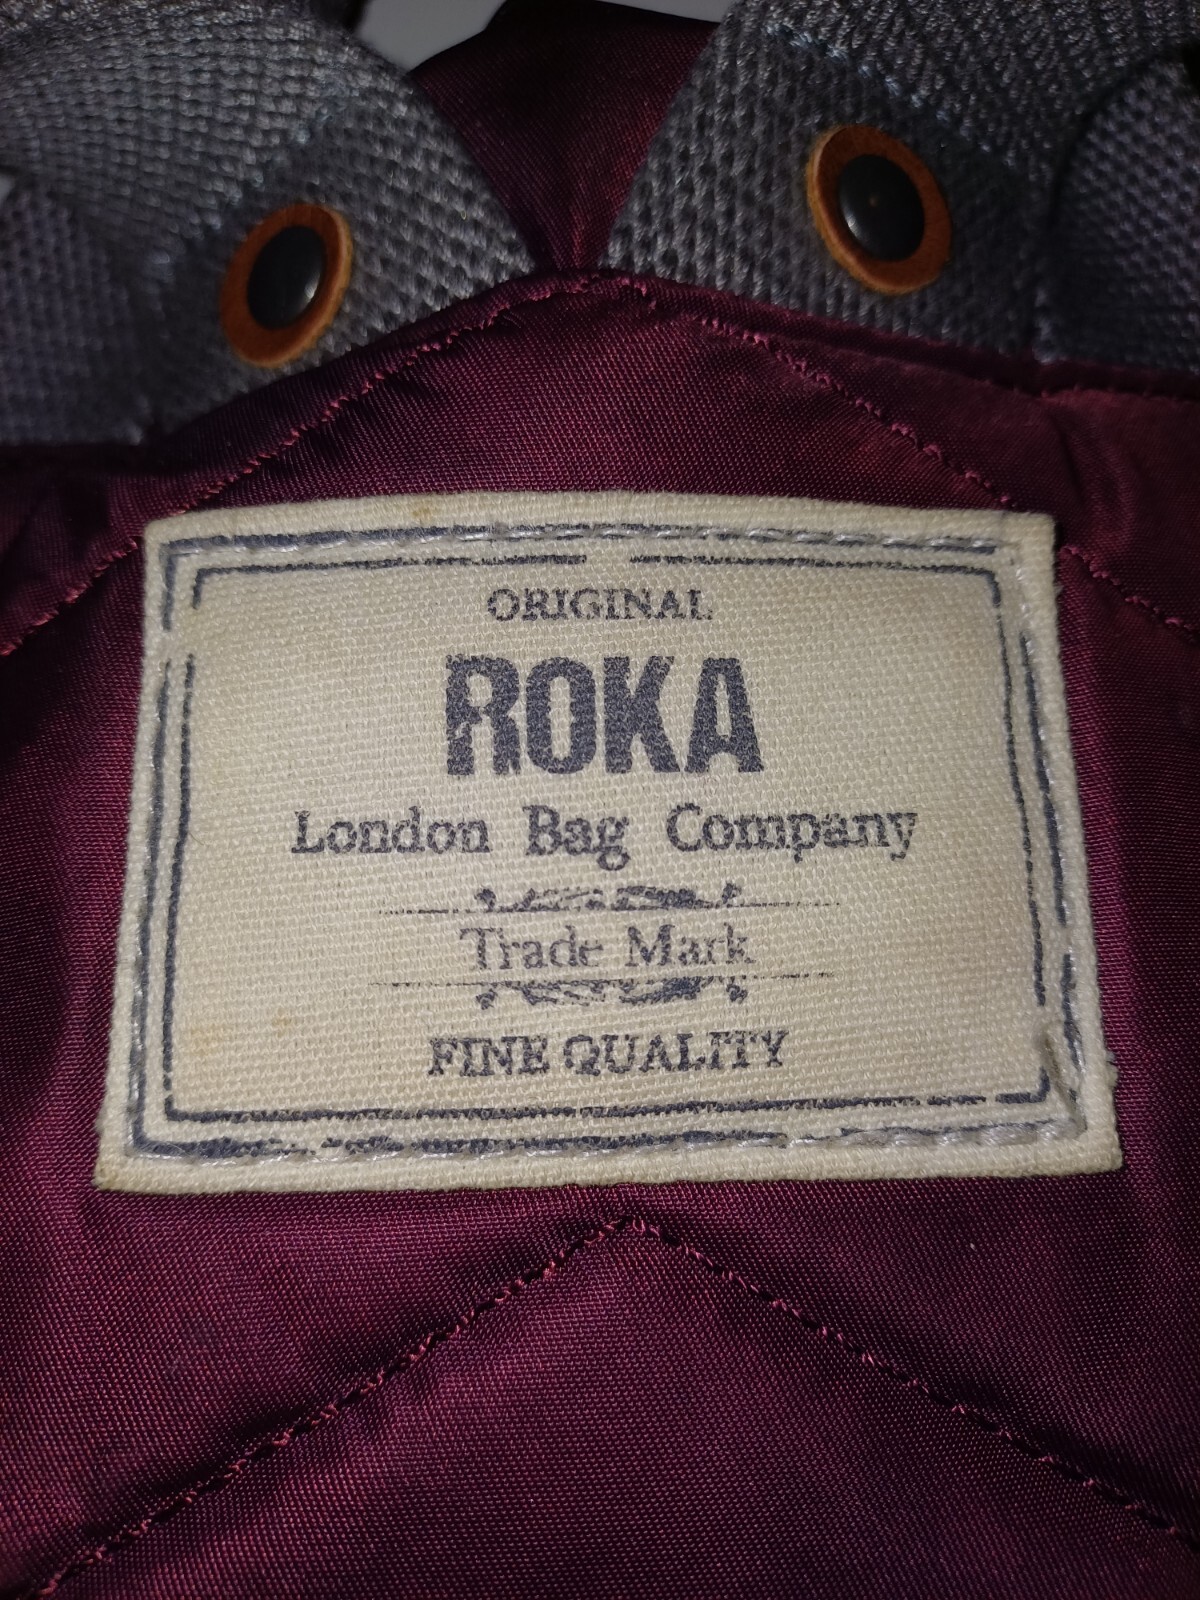 ORIGINAL
ROKA
London Bag Company
Trade Mark
FINE QUALITY